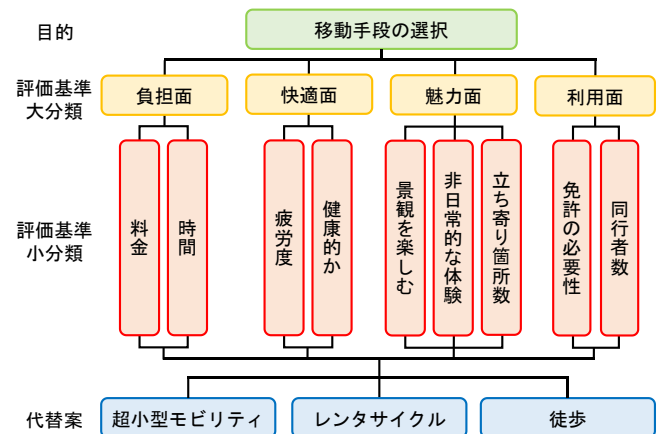 目的
移動手段の選択
評価基準
大分類
負担面
快適面
魅力面
利用面
評価基準
小分類
料金
時間
疲労度
健康的か
景観を楽しむ
非日常的な体験
立ち寄り箇所数
免許の必要性
同行者数
代替案
超小型モビリティ
レンタサイクル
徒歩